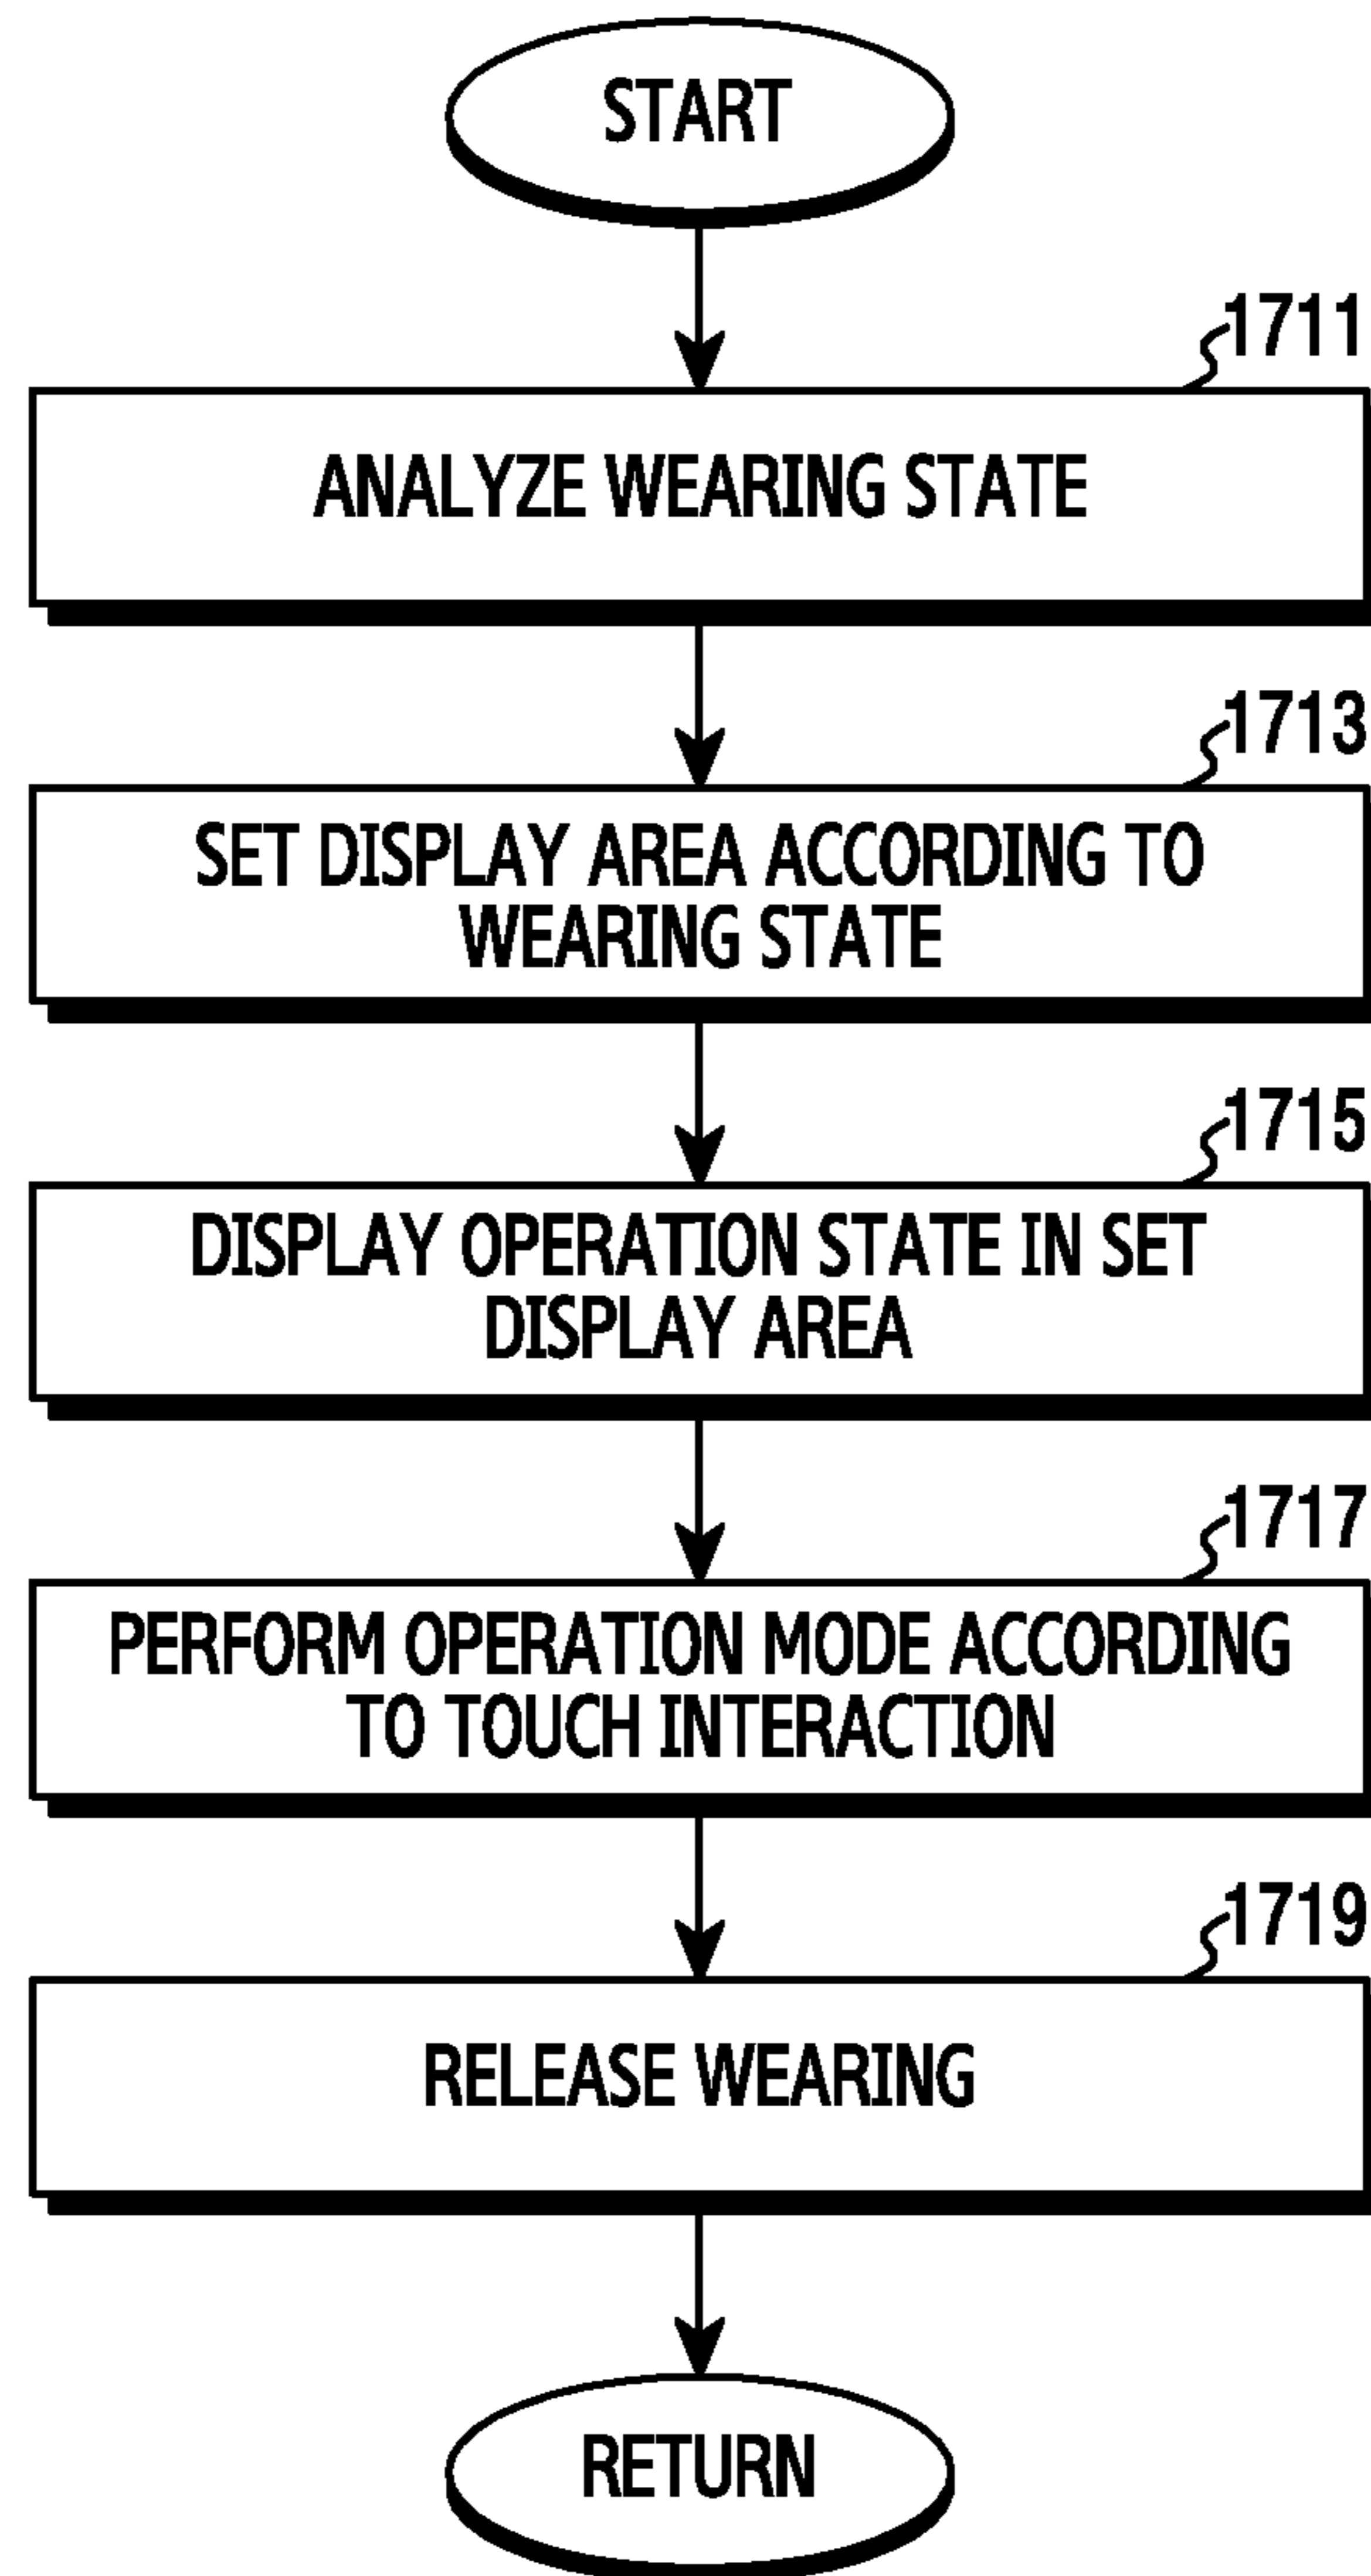 START
1711
ANALYZE WEARING STATE
1713
SET DISPLAY AREA ACCORDING TO
WEARING STATE
1715
DISPLAY OPERATION STATE IN SET
DISPLAY AREA
1717
PERFORM OPERATION MODE ACCORDING
TO TOUCH INTERACTION
1719
RELEASE WEARING
RETURN